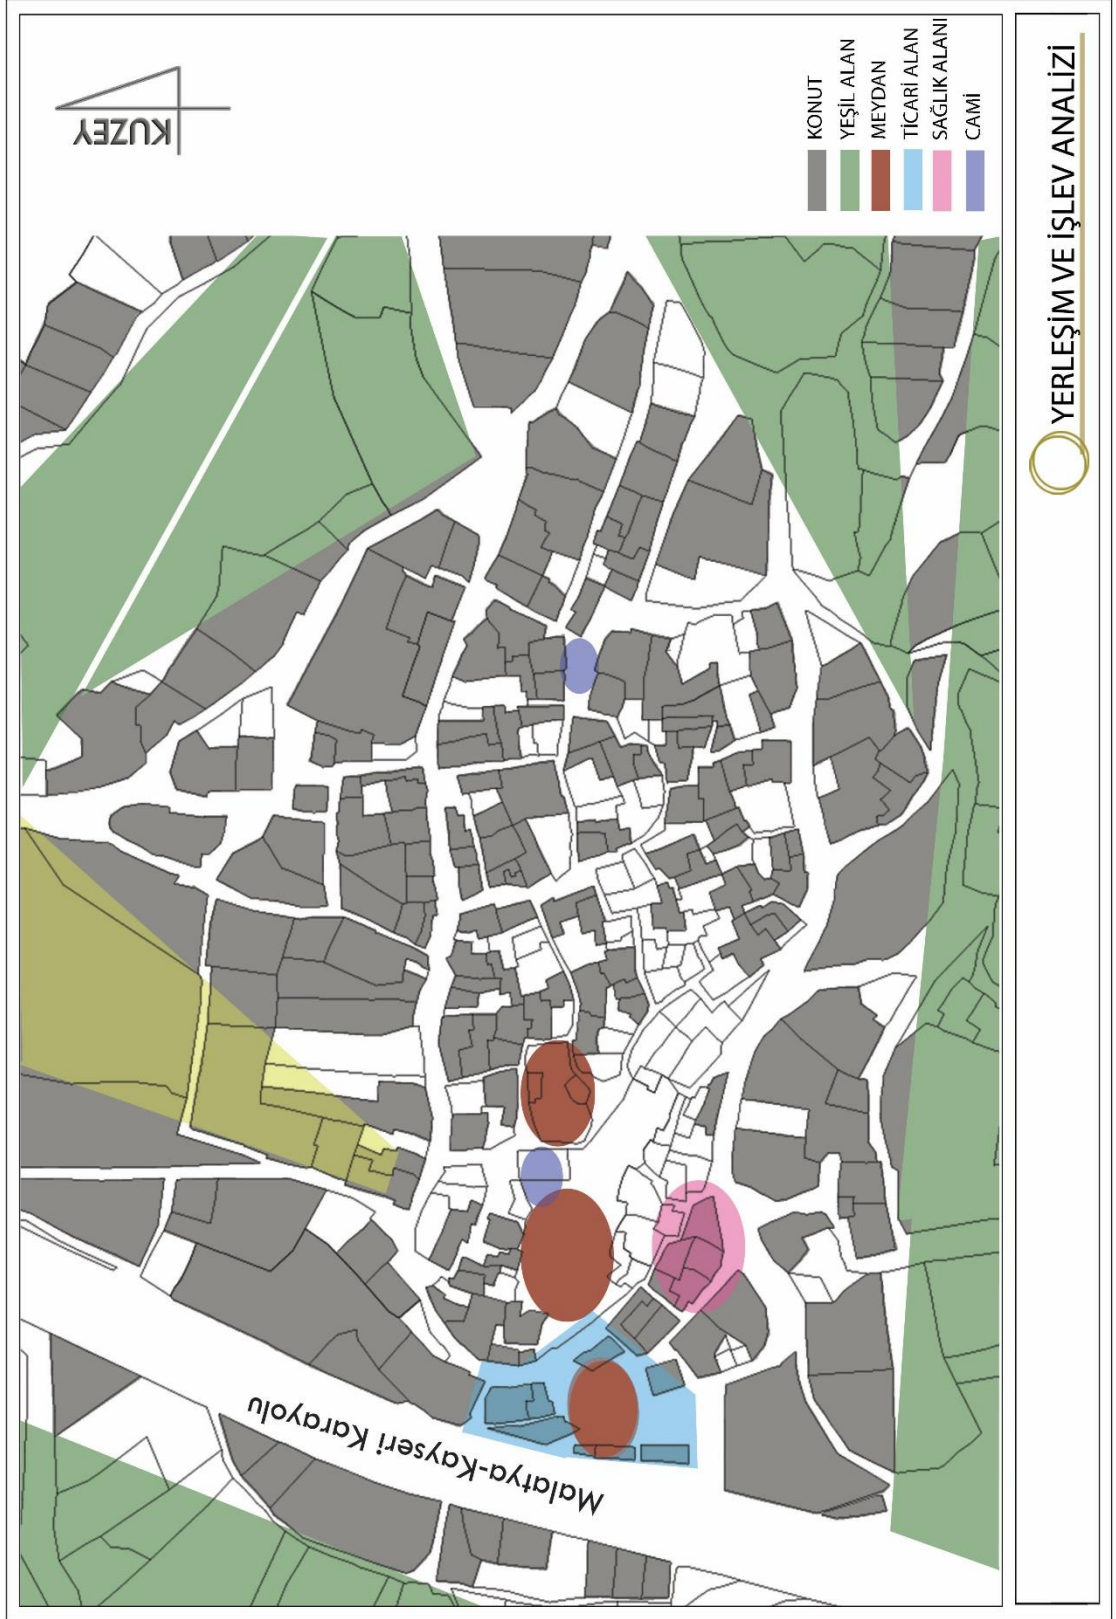 YERLEŞİM VE İŞLEV ANALİZİ
KUZEY
KONUT
YEŞİL ALAN
MEYDAN
TİCARİ ALAN
SAĞLIK ALANI
CAMİ
Malatya-Kayseri Karayolu